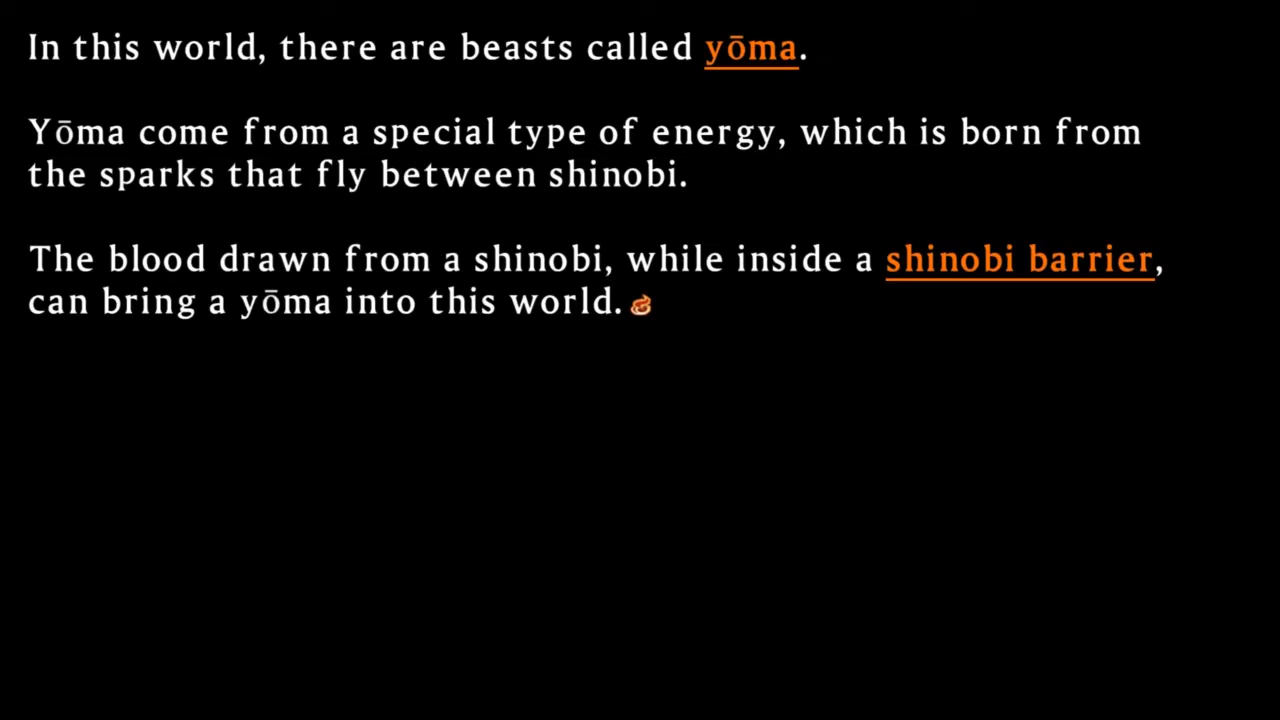 In this world, there are beasts called yōma.
Yōma come from a special type of energy, which is born from
the sparks that fly between shinobi.
The blood drawn from a shinobi, while inside a shinobi barrier,
can bring a yōma into this world.